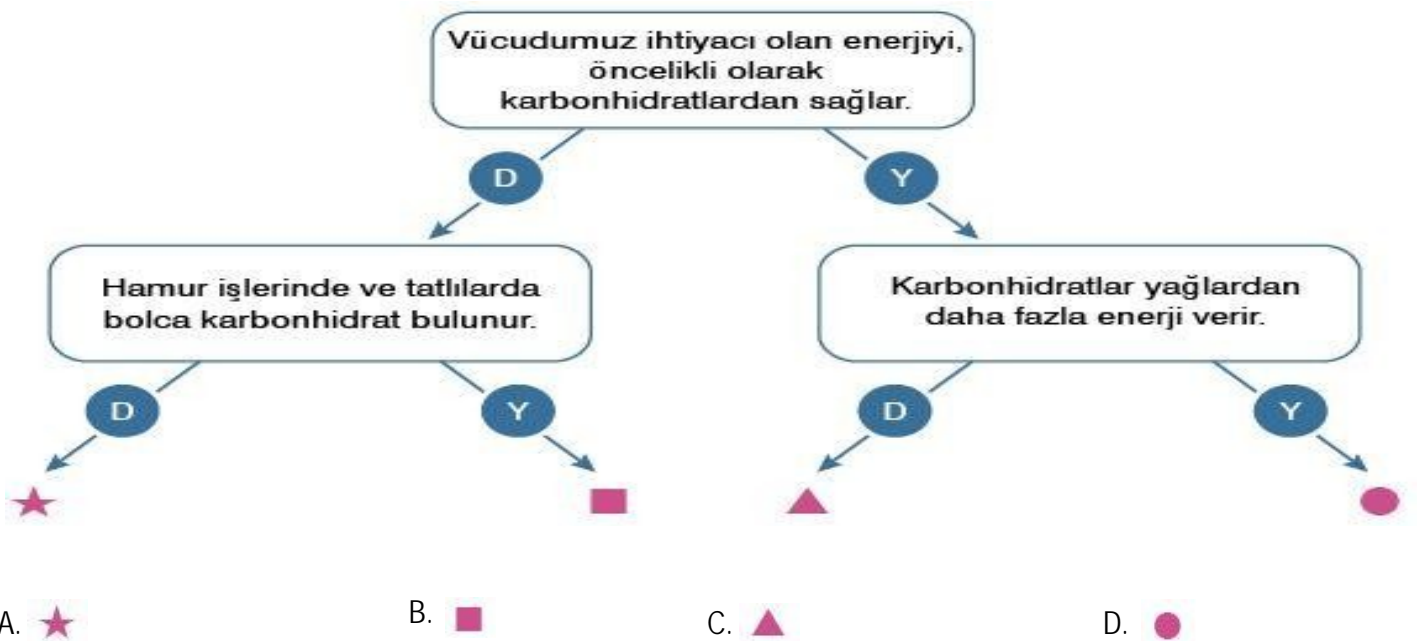 Vücudumuz ihtiyacı olan enerjiyi,
öncelikli olarak
karbonhidratlardan sağlar.
D
Y
Hamur işlerinde ve tatlılarda
bolca karbonhidrat bulunur.
Karbonhidratlar yağlardan
daha fazla enerji verir.
D
Y
D
Y
A.
B.
C.
D.